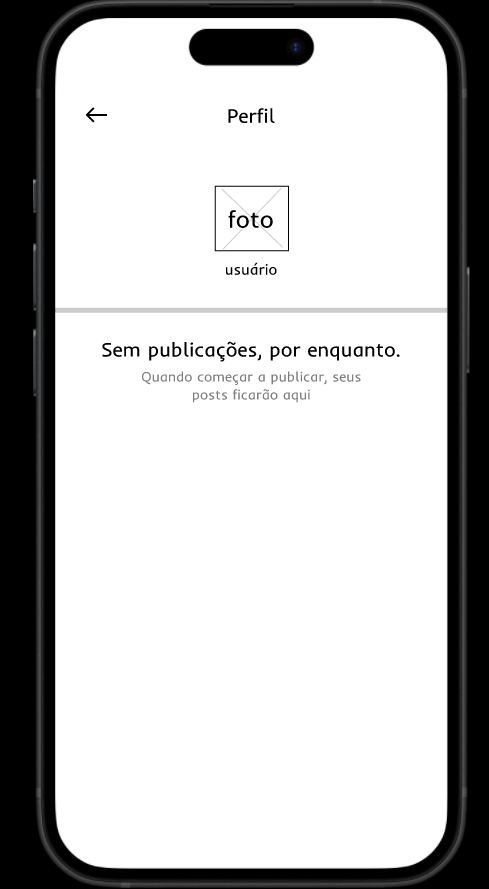 Perfil
foto
usuário
Sem publicações, por enquanto.
Quando começar a publicar, seus
posts ficarão aqui